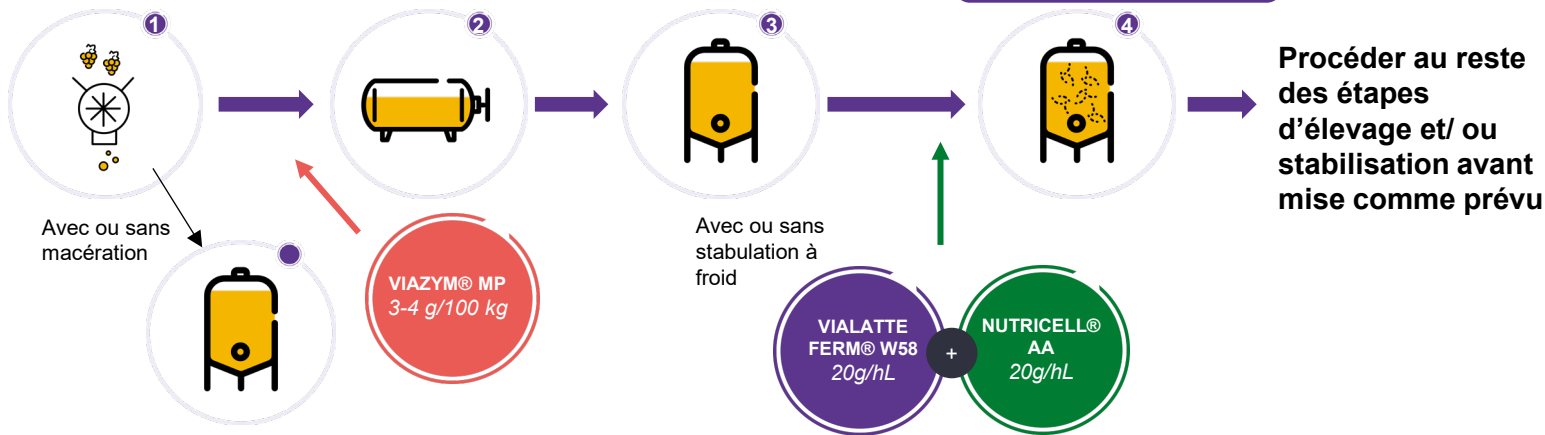 1
2
3
4
Procéder au reste
des étapes
d’élevage et/ ou
stabilisation avant
mise comme prévu
Avec ou sans
macération
VIAZYM® MP
3-4 g/100 kg
Avec ou sans
stabulation à
froid
VIALATTE
FERM® W58
20g/hL
+
NUTRICELL®
AA
20g/hL